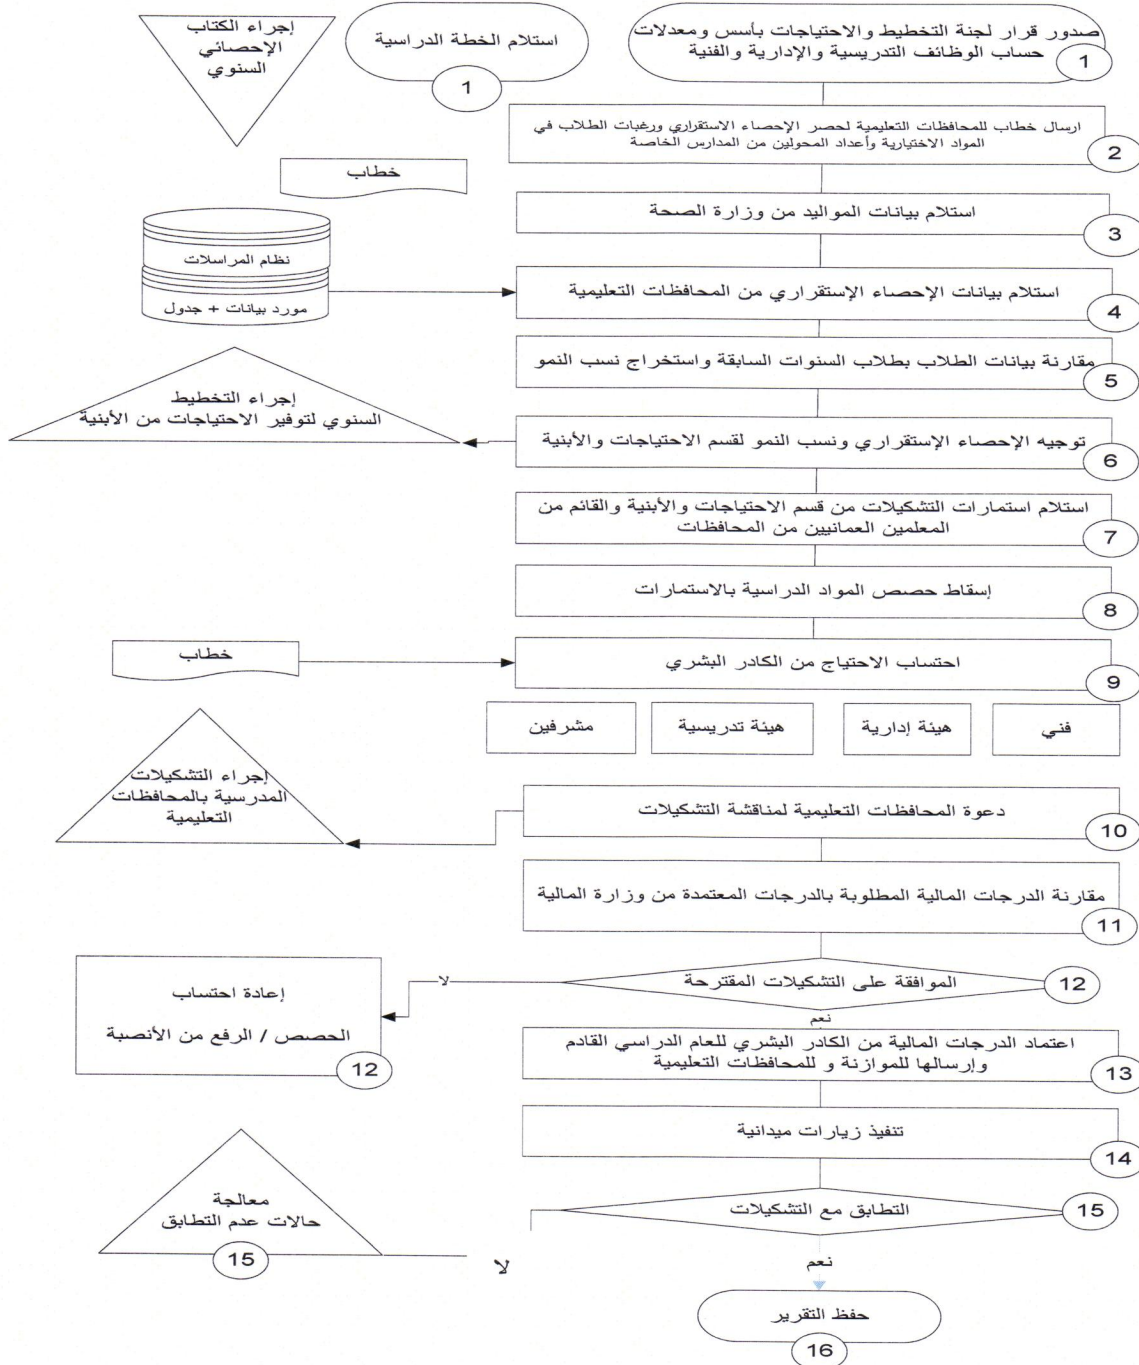 صدور قرار لجنة التخطيط والاحتياجات بأسس ومعدلات
حساب الوظائف التدريسية والإدارية والفنية
1
استلام الخطة الدراسية
1
إجراء الكتاب
الإحصائي
السنوي
ارسال خطاب للمحافظات التعليمية لحصر الإحصاء الاستقراري ورغبات الطلاب في
المواد الاختيارية وأعداد المحولين من المدارس الخاصة
2
خطاب
استلام بيانات المواليد من وزارة الصحة
3
نظام المراسلات
مورد بيانات + جدول
استلام بيانات الإحصاء الإستقراري من المحافظات التعليمية
4
مقارنة بيانات الطلاب بطلاب السنوات السابقة واستخراج نسب النمو
5
إجراء التخطيط
السنوي لتوفير الاحتياجات من الأبنية
توجيه الإحصاء الإستقراري ونسب النمو لقسم الاحتياجات والأبنية
6
استلام استمارات التشكيلات من قسم الاحتياجات والأبنية والقائم من
المعلمين العمانيين من المحافظات
7
إسقاط حصص المواد الدراسية بالاستمارات
8
خطاب
احتساب الاحتياج من الكادر البشري
9
فني
هيئة إدارية
هيئة تدريسية
مشرفين
إجراء التشكيلات
المدرسية بالمحافظات
التعليمية
دعوة المحافظات التعليمية لمناقشة التشكيلات
10
مقارنة الدرجات المالية المطلوبة بالدرجات المعتمدة من وزارة المالية
11
الموافقة على التشكيلات المقترحة
12
لا
نعم
إعادة احتساب
الحصص / الرفع من الأنصبة
12
اعتماد الدرجات المالية من الكادر البشري للعام الدراسي القادم
وإرسالها للموازنة و للمحافظات التعليمية
13
تنفيذ زيارات ميدانية
14
التطابق مع التشكيلات
15
معالجة
حالات عدم التطابق
15
لا
نعم
حفظ التقرير
16